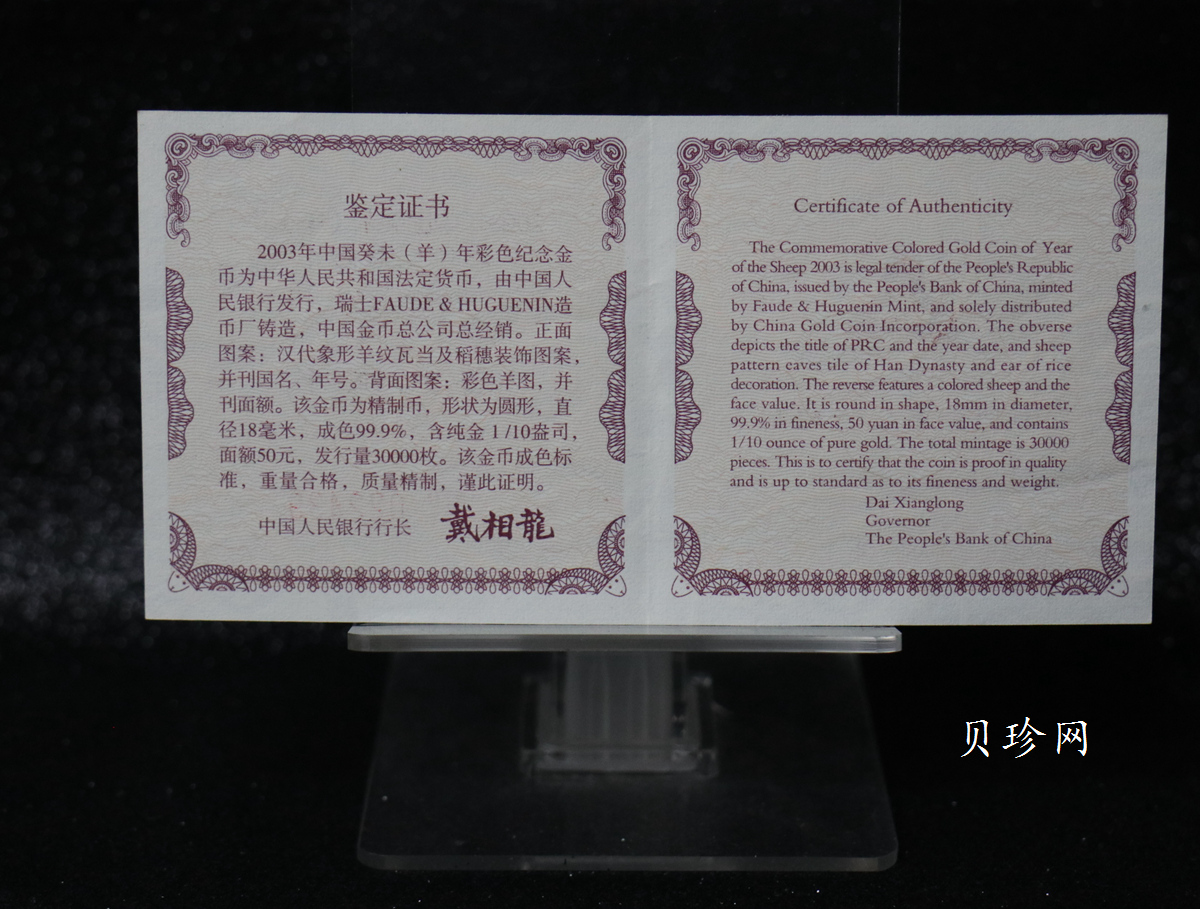 鉴定证书
2003年中国癸未（羊）年彩色纪念金
币为中华人民共和国法定货币，由中国人
民银行发行，瑞士FAUDE & HUGUENIN造
币厂铸造，中国金币总公司总经销。正面
图案：汉代象形羊纹瓦当及稻穗装饰图案，
并刊国名、年号。背面图案：彩色羊图，并
刊面额。该金币为精制币，形状为圆形，直
径18毫米，成色99.9%，含纯金 1 /10盎司，
面额50元，发行量30000枚。该金币成色标
准，重量合格，质量精制，谨此证明。
中国人民银行行长 戴相龍
Certificate of Authenticity
The Commemorative Colored Gold Coin of Year
of the Sheep 2003 is legal tender of the People's Republic
of China, issued by the People's Bank of China, minted
by Faude & Huguenin Mint, and solely distributed
by China Gold Coin Incorporation. The obverse
depicts the title of PRC and the year date, and sheep
pattern eaves tile of Han Dynasty and ear of rice
decoration. The reverse features a colored sheep and the
face value. It is round in shape, 18mm in diameter,
99.9% in fineness, 50 yuan in face value, and contains
1/10 ounce of pure gold. The total mintage is 30000
pieces. This is to certify that the coin is proof in quality
and is up to standard as to its fineness and weight.
Dai Xianglong
Governor
The People's Bank of China
贝珍网